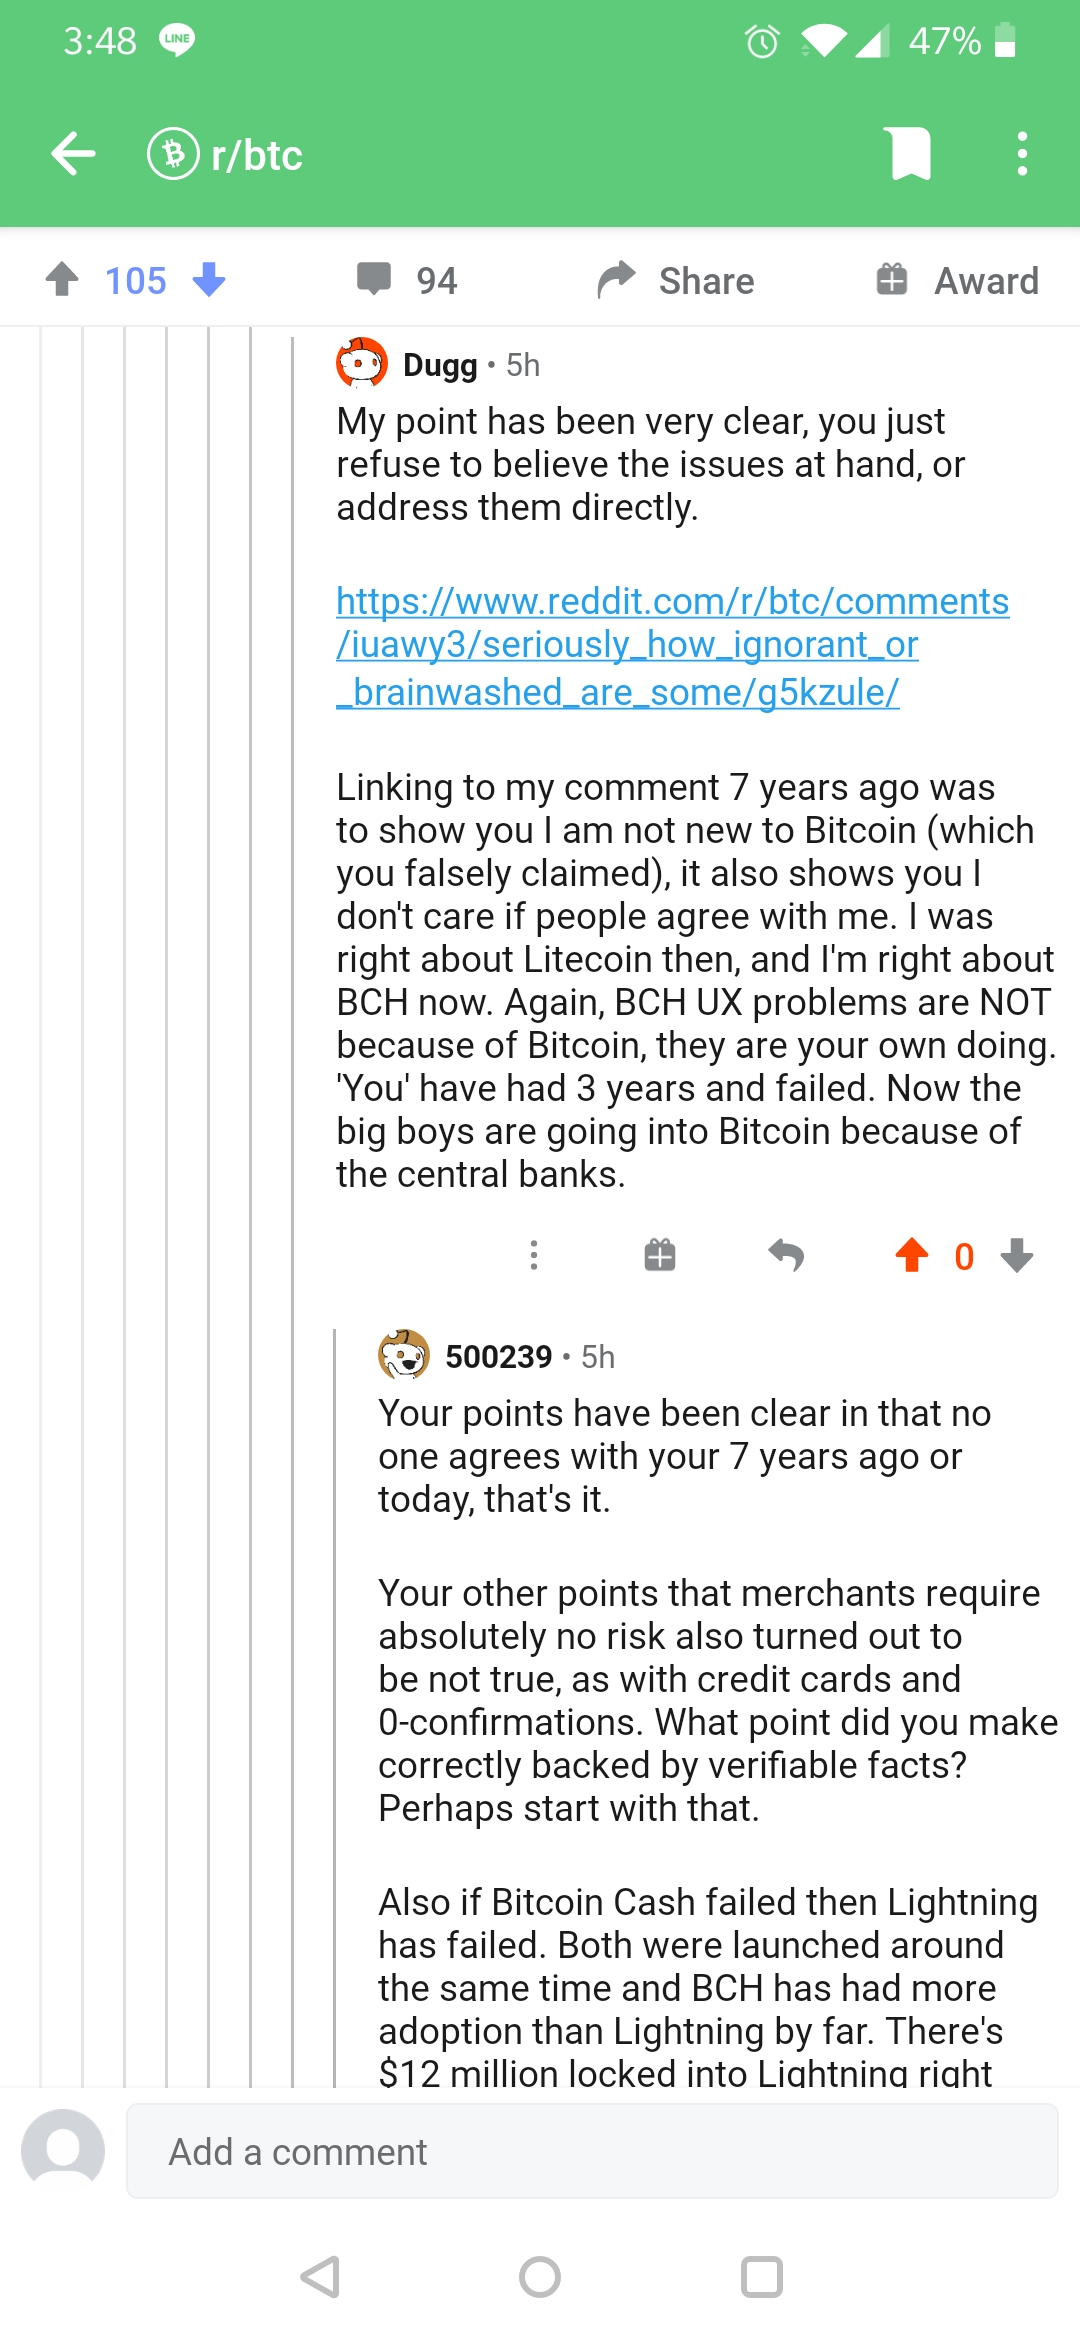 3:48 LINE 47%
r/btc
105 94 Share Award
Dugg • 5h
My point has been very clear, you just
refuse to believe the issues at hand, or
address them directly.
https://www.reddit.com/r/btc/comments
/iuawy3/seriously_how_ignorant_or
_brainwashed_are_some/g5kzule/
Linking to my comment 7 years ago was
to show you I am not new to Bitcoin (which
you falsely claimed), it also shows you I
don't care if people agree with me. I was
right about Litecoin then, and I'm right about
BCH now. Again, BCH UX problems are NOT
because of Bitcoin, they are your own doing.
'You' have had 3 years and failed. Now the
big boys are going into Bitcoin because of
the central banks.
0
500239 • 5h
Your points have been clear in that no
one agrees with your 7 years ago or
today, that's it.
Your other points that merchants require
absolutely no risk also turned out to
be not true, as with credit cards and
0-confirmations. What point did you make
correctly backed by verifiable facts?
Perhaps start with that.
Also if Bitcoin Cash failed then Lightning
has failed. Both were launched around
the same time and BCH has had more
adoption than Lightning by far. There's
$12 million locked into Lightning right
Add a comment